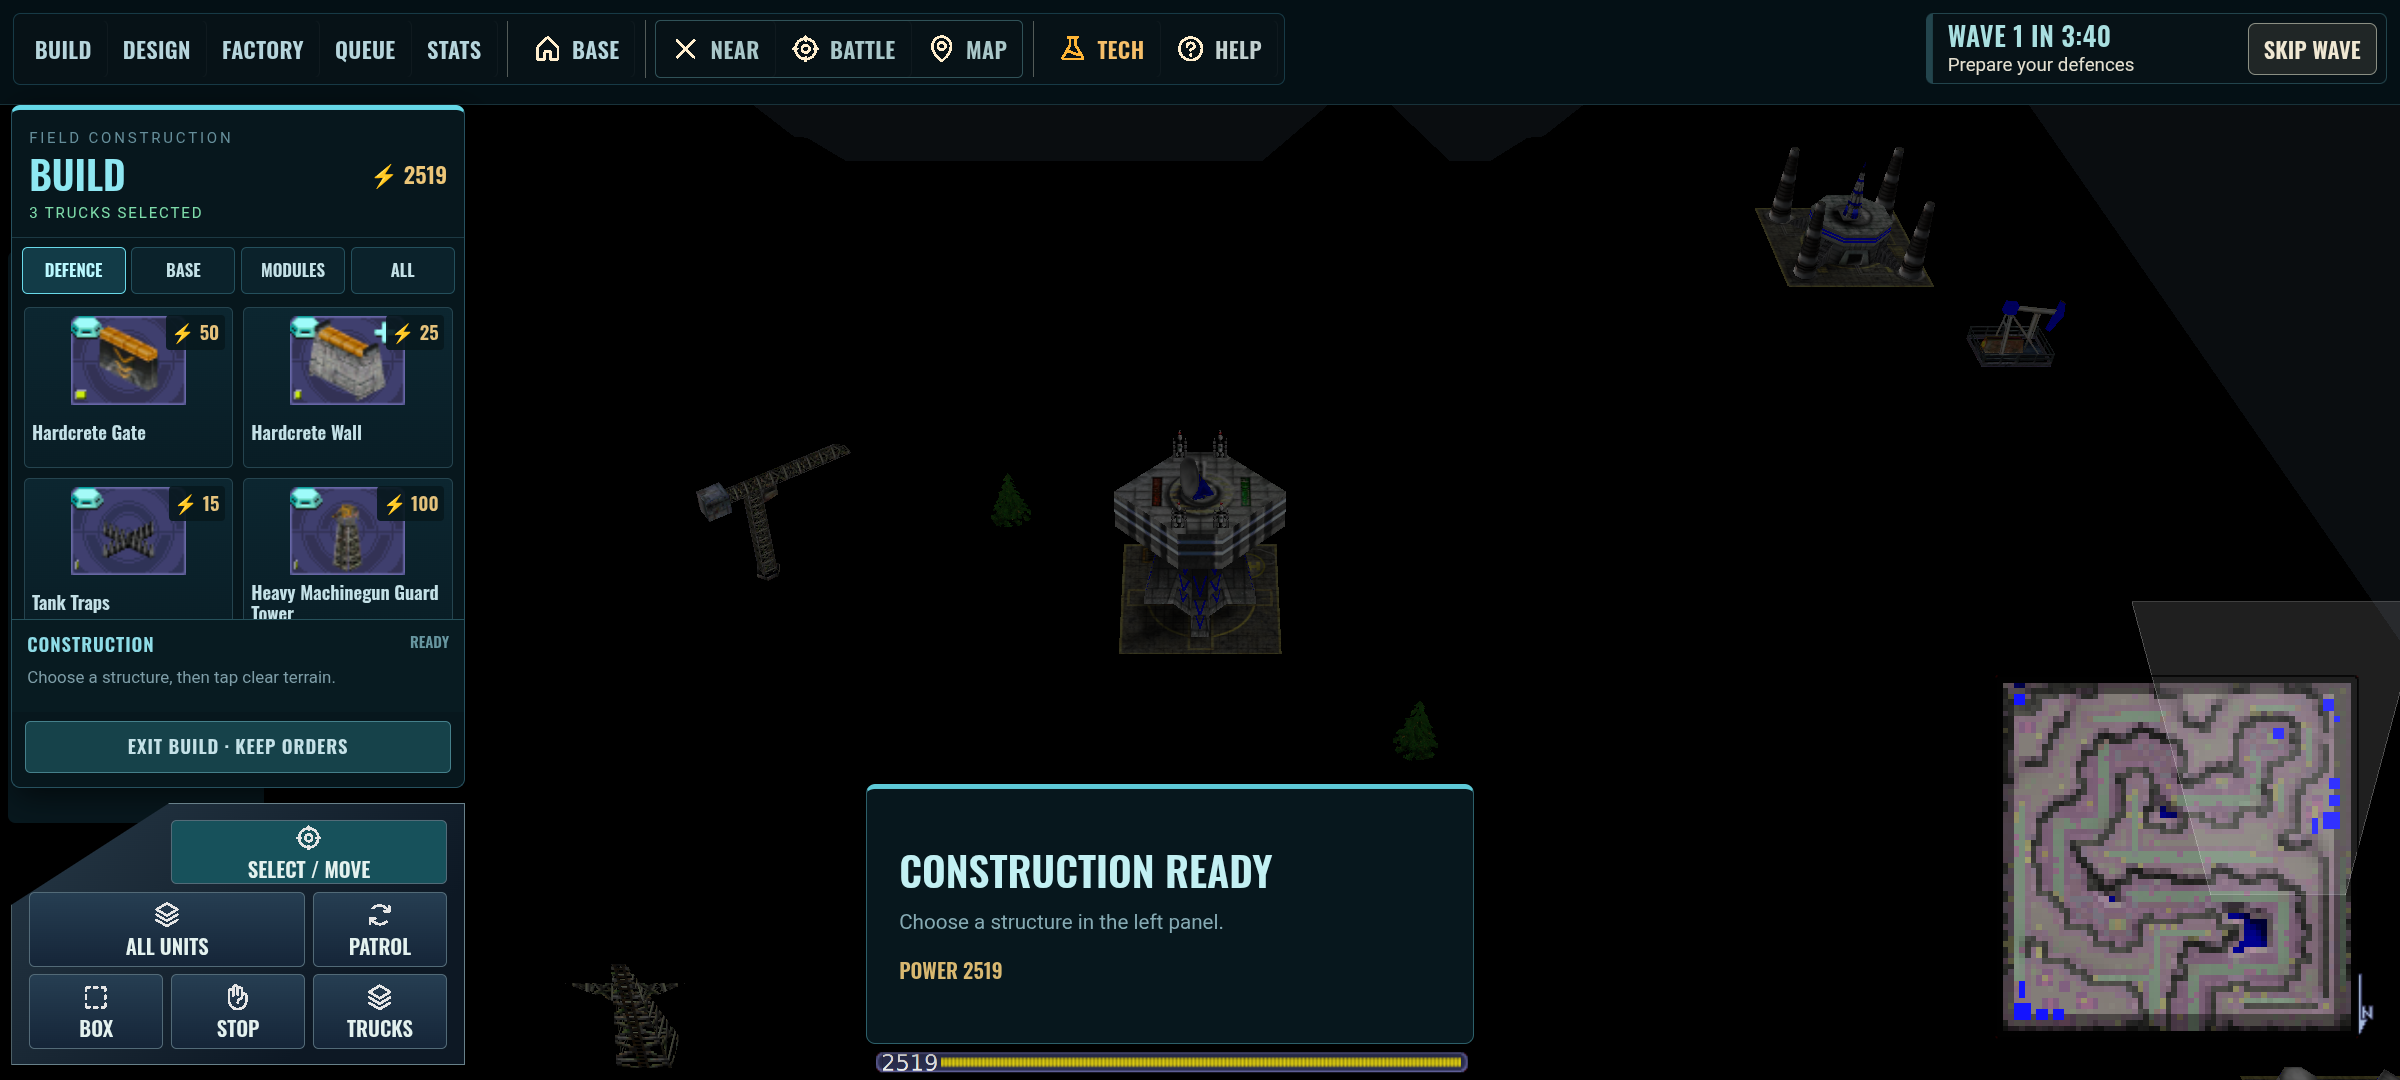 BUILD
DESIGN
FACTORY
QUEUE
STATS
BASE
NEAR
BATTLE
MAP
TECH
HELP
WAVE 1 IN 3:40
Prepare your defences
SKIP WAVE
FIELD CONSTRUCTION
BUILD
2519
3 TRUCKS SELECTED
DEFENCE
BASE
MODULES
ALL
50
25
Hardcrete Gate
Hardcrete Wall
15
100
Tank Traps
Heavy Machinegun Guard
Tower
CONSTRUCTION
READY
Choose a structure, then tap clear terrain.
EXIT BUILD · KEEP ORDERS
SELECT / MOVE
ALL UNITS
PATROL
BOX
STOP
TRUCKS
CONSTRUCTION READY
Choose a structure in the left panel.
POWER 2519
2519
N